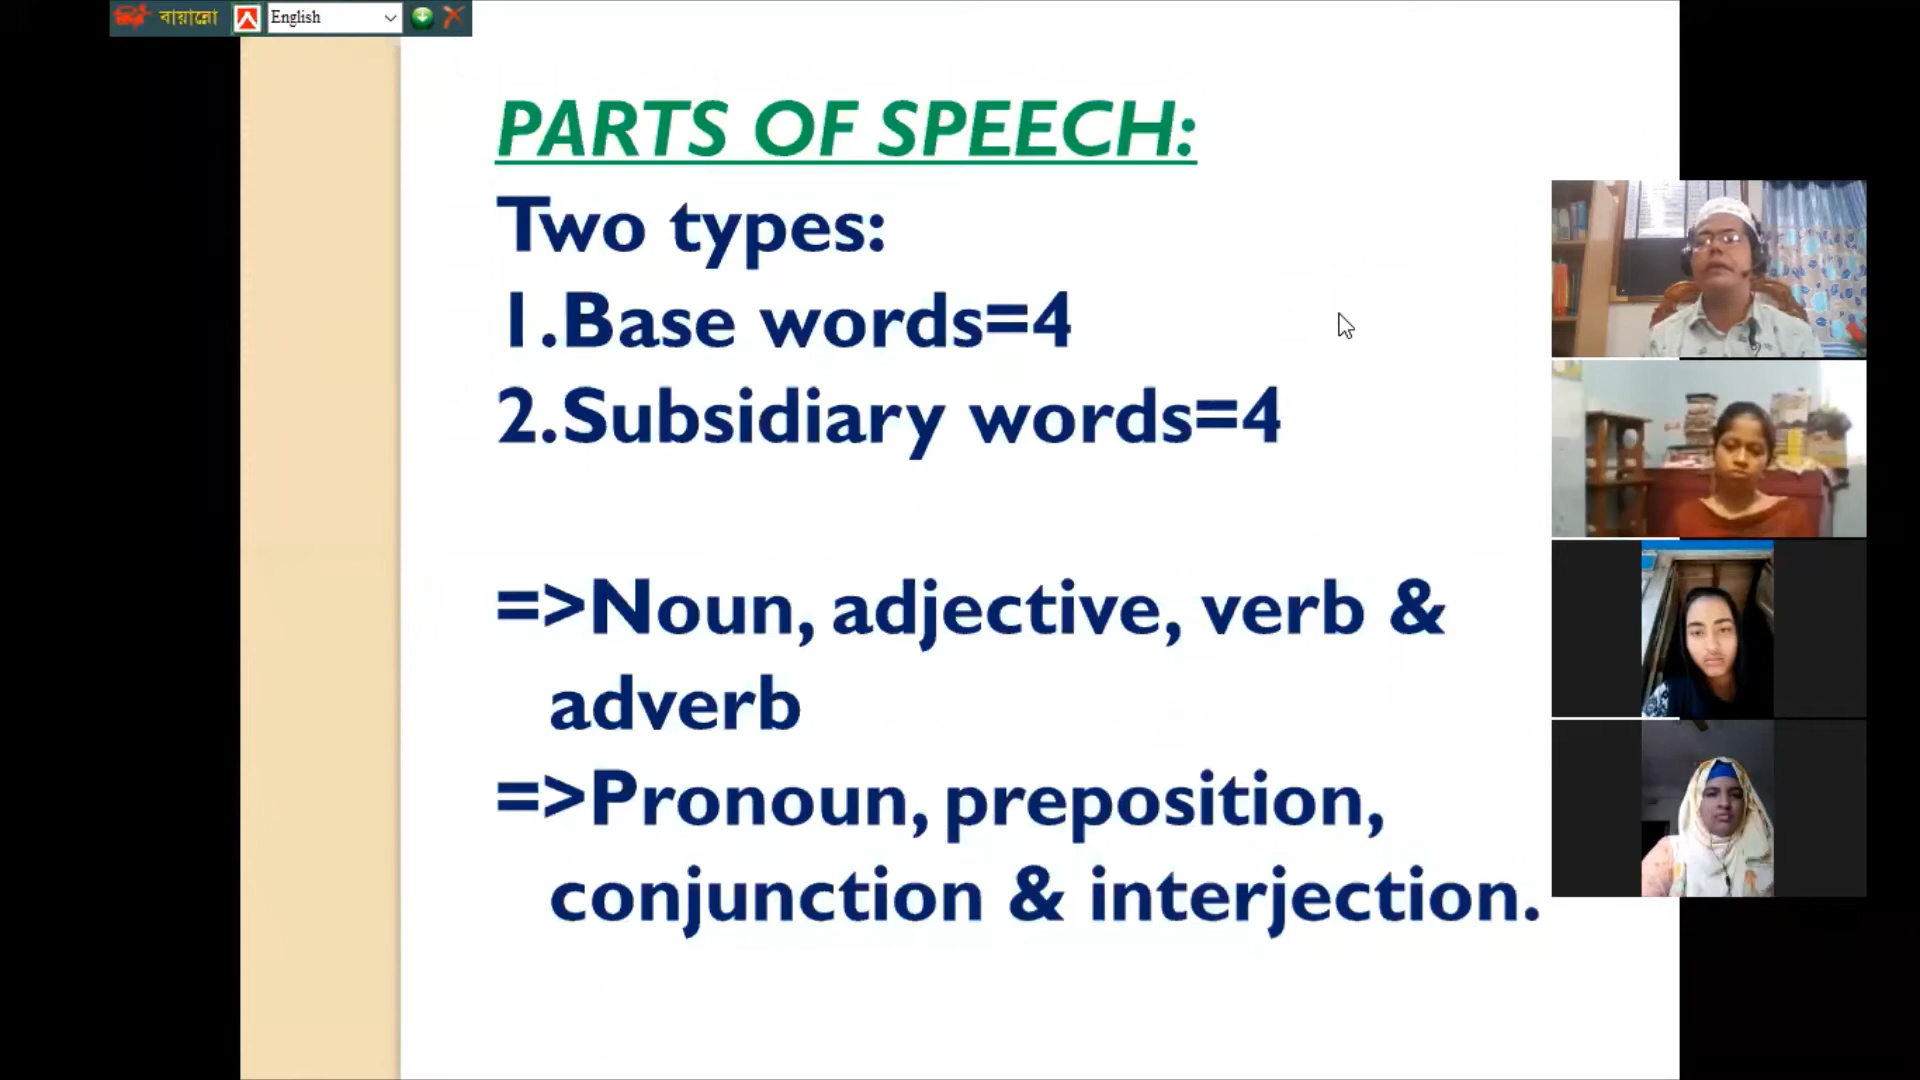 বায়ান্নো English
PARTS OF SPEECH:
Two types:
1.Base words=4
2.Subsidiary words=4
=>Noun, adjective, verb &
adverb
=>Pronoun, preposition,
conjunction & interjection.